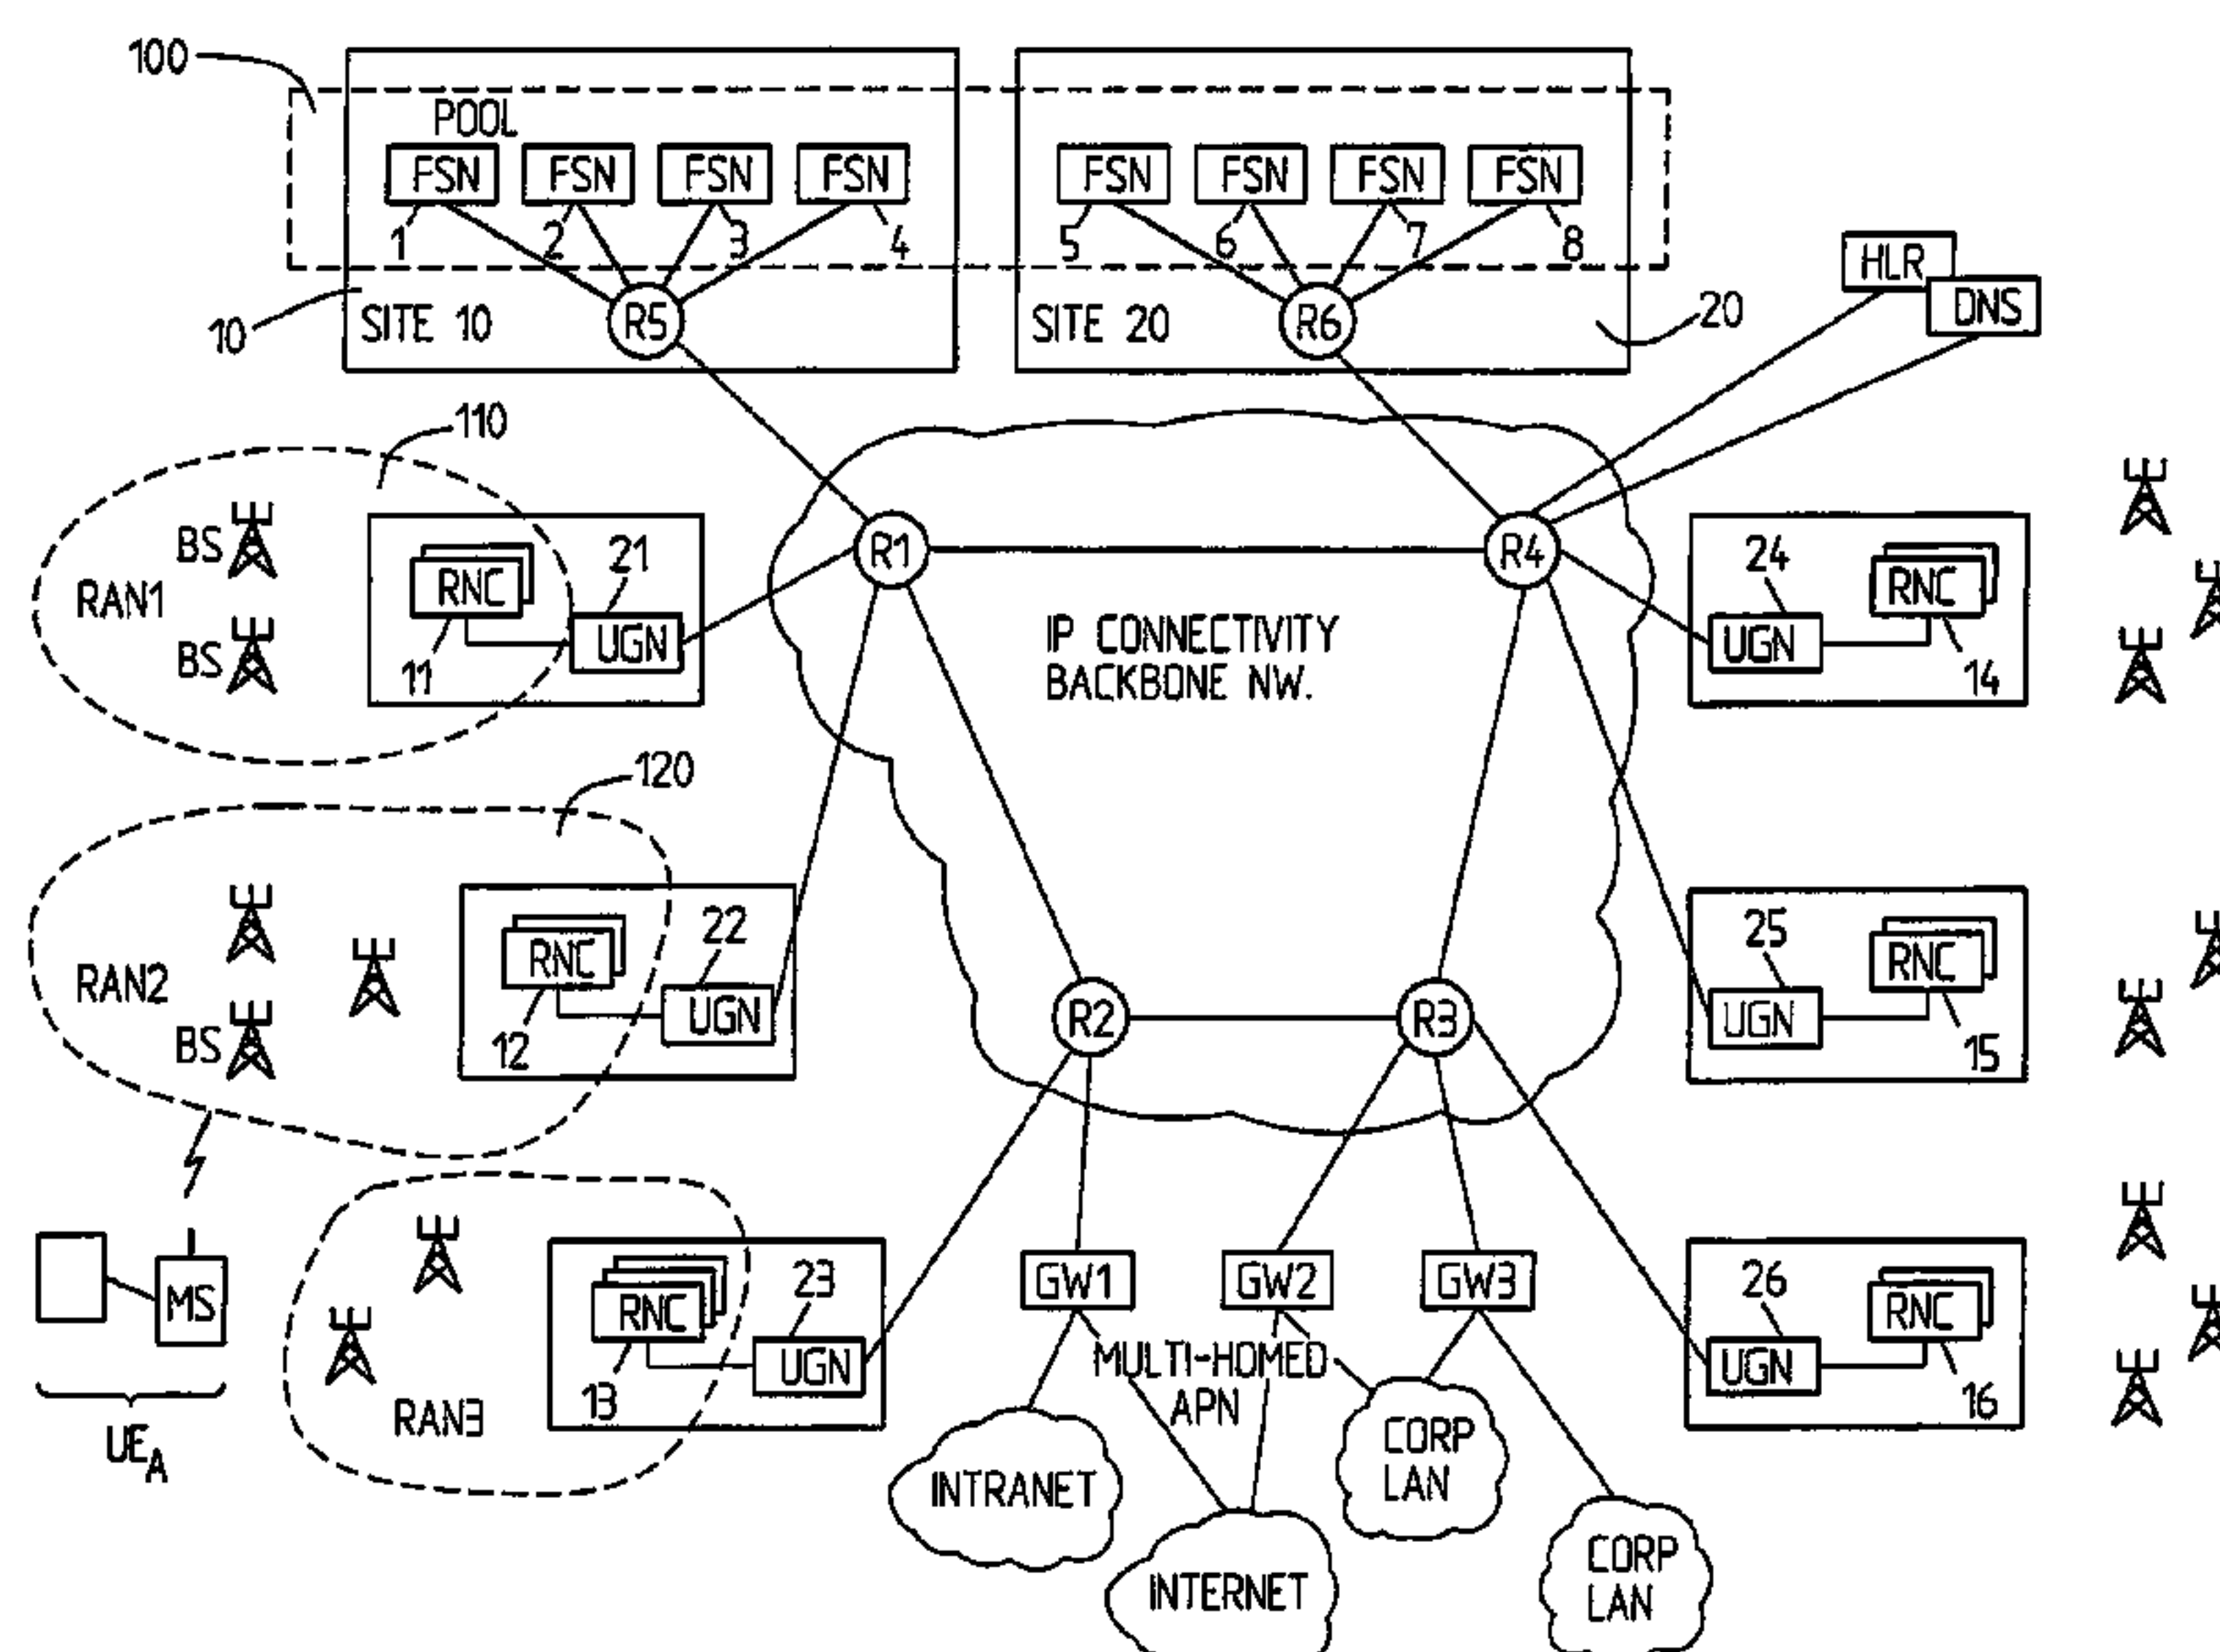 100
POOL
FSN FSN FSN FSN
FSN FSN FSN FSN
1 2 3 4
5 6 7 8
HLR
DNS
10
SITE 10
R5
SITE 20
R6
20
110
BS
RAN1
BS
RNC
11
21
UGN
R1
R4
IP CONNECTIVITY
BACKBONE NW.
24
UGN
RNC
14
120
RAN2
BS
RNC
12
22
UGN
R2
R3
25
UGN
RNC
15
MS
UEA
RAN3
RNC
13
23
UGN
GW1
GW2
GW3
MULTI-HOMED
APN
26
UGN
RNC
16
INTRANET
INTERNET
CORP
LAN
CORP
LAN